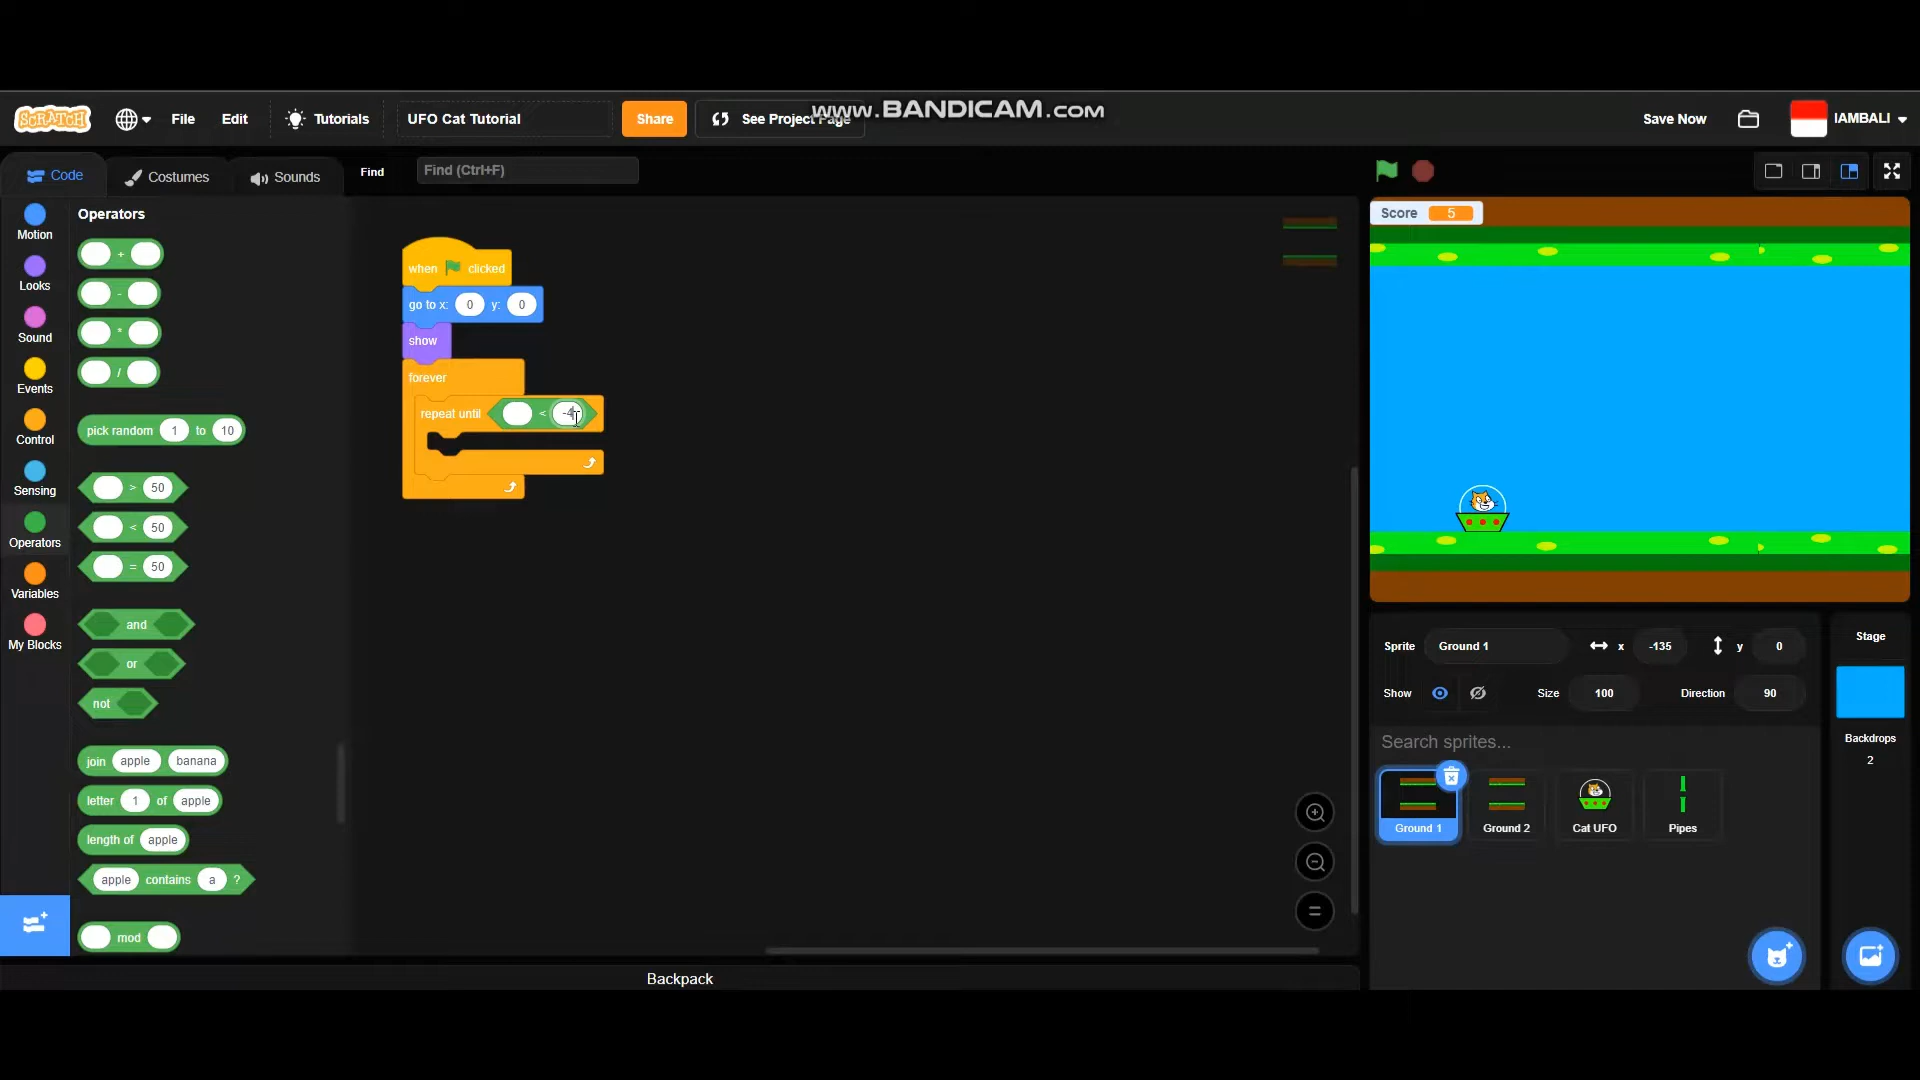 www.BANDICAM.com
SCRATCH File Edit Tutorials UFO Cat Tutorial Share See Project Page Save Now IAMBALI
Code Costumes Sounds Find Find (Ctrl+F)
Motion
Looks
Sound
Events
Control
Sensing
Operators
Variables
My Blocks
Operators
+
-
*
/
pick random 1 to 10
> 50
< 50
= 50
and
or
not
join apple banana
letter 1 of apple
length of apple
apple contains a ?
mod
when clicked
go to x: 0 y: 0
show
forever
repeat until < -4
Backpack
Score 5
Sprite Ground 1 x -135 y 0
Show Size 100 Direction 90
Search sprites...
Ground 1 Ground 2 Cat UFO Pipes
Stage
Backdrops
2